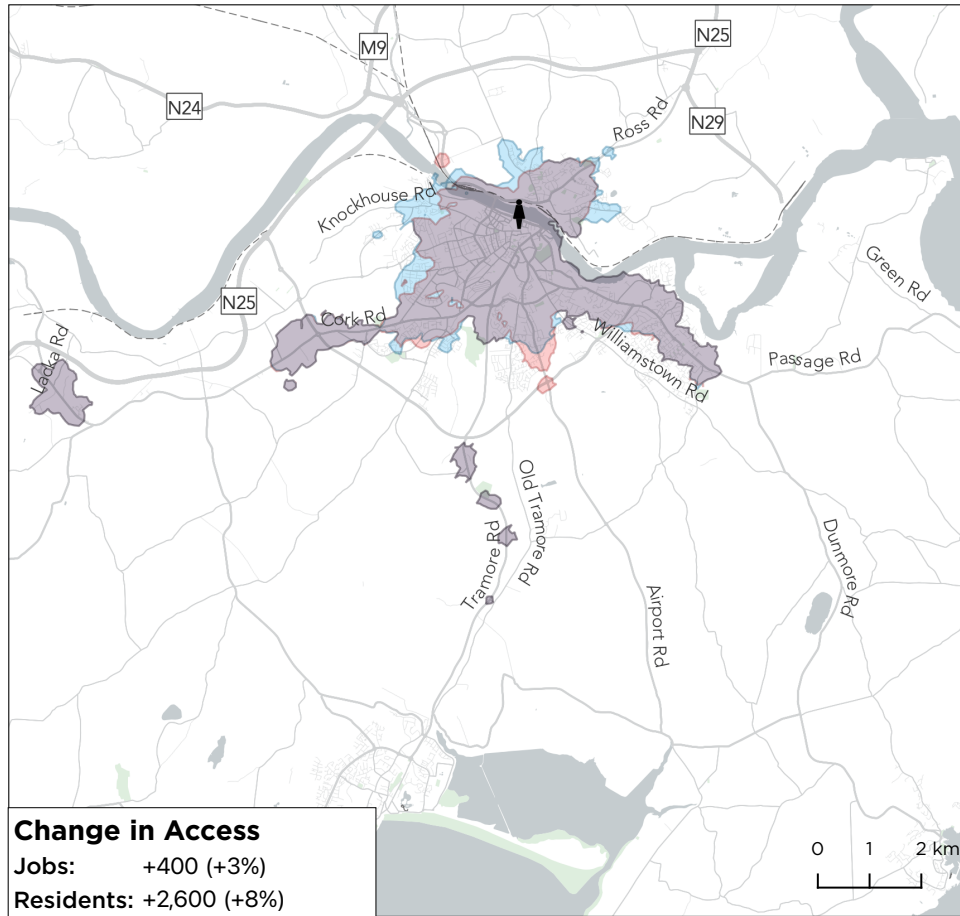 N25
M9
N24
N29
Ross Rd
Knockhouse Rd
Green Rd
N25
Cork Rd
Williamstown Rd
Passage Rd
Lacka Rd
Old Tramore Rd
Tramore Rd
Dunmore Rd
Airport Rd
Change in Access
Jobs: +400 (+3%)
Residents: +2,600 (+8%)
0 1 2 km